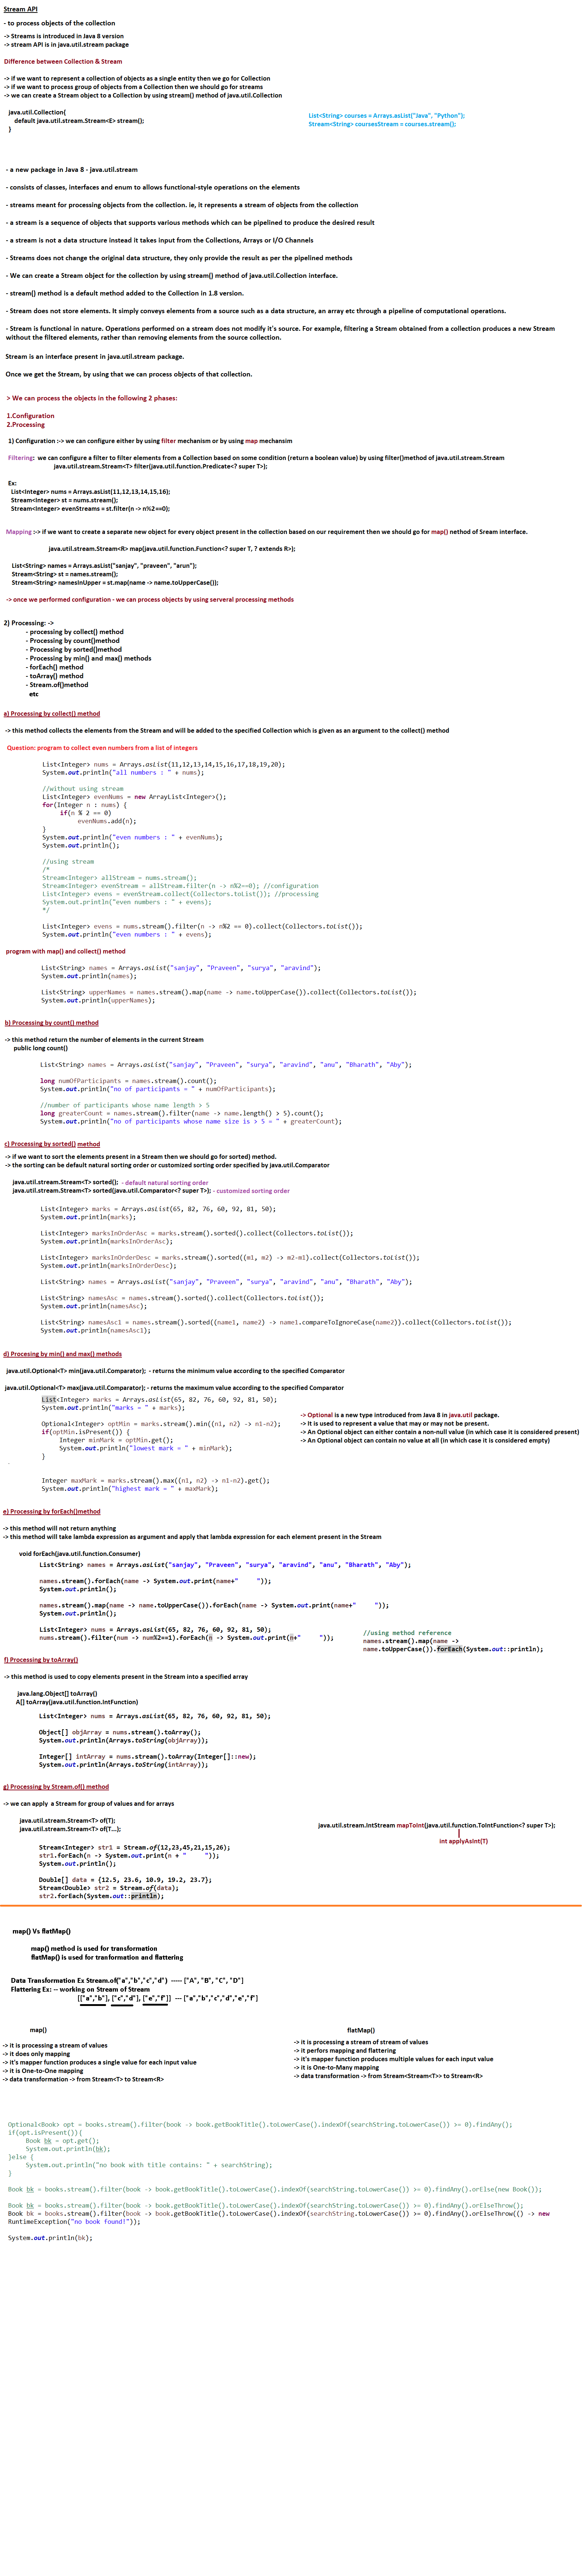 Stream API
- to process objects of the collection
-> Streams is introduced in Java 8 version
-> stream API is in java.util.stream package
Difference between Collection & Stream
-> if we want to represent a collection of objects as a single entity then we go for Collection
-> if we want to process group of objects from a Collection then we should go for streams
-> we can create a Stream object to a Collection by using stream() method of java.util.Collection
java.util.Collection{
default java.util.stream.Stream<E> stream();
}
List<String> courses = Arrays.asList("Java", "Python");
Stream<String> coursesStream = courses.stream();
- a new package in Java 8 - java.util.stream
- consists of classes, interfaces and enum to allows functional-style operations on the elements
- streams meant for processing objects from the collection. ie, it represents a stream of objects from the collection
- a stream is a sequence of objects that supports various methods which can be pipelined to produce the desired result
- a stream is not a data structure instead it takes input from the Collections, Arrays or I/O Channels
- Streams does not change the original data structure, they only provide the result as per the pipelined methods
- We can create a Stream object for the collection by using stream() method of java.util.Collection interface.
- stream() method is a default method added to the Collection in 1.8 version.
- Stream does not store elements. It simply conveys elements from a source such as a data structure, an array etc through a pipeline of computational operations.
- Stream is functional in nature. Operations performed on a stream does not modify it's source. For example, filtering a Stream obtained from a collection produces a new Stream
without the filtered elements, rather than removing elements from the source collection.
Stream is an interface present in java.util.stream package.
Once we get the Stream, by using that we can process objects of that collection.
> We can process the objects in the following 2 phases:
1.Configuration
2.Processing
1) Configuration :-> we can configure either by using filter mechanism or by using map mechansim
Filtering: we can configure a filter to filter elements from a Collection based on some condition (return a boolean value) by using filter()method of java.util.stream.Stream
java.util.stream.Stream<T> filter(java.util.function.Predicate<? super T>);
Ex:
List<Integer> nums = Arrays.asList(11,12,13,14,15,16);
Stream<Integer> st = nums.stream();
Stream<Integer> evenStreams = st.filter(n -> n%2==0);
Mapping :-> if we want to create a separate new object for every object present in the collection based on our requirement then we should go for map() nethod of Sream interface.
java.util.stream.Stream<R> map(java.util.function.Function<? super T, ? extends R>);
List<String> names = Arrays.asList("sanjay", "praveen", "arun");
Stream<String> st = names.stream();
Stream<String> namesInUpper = st.map(name -> name.toUpperCase());
-> once we performed configuration - we can process objects by using serveral processing methods
2) Processing: ->
- processing by collect() method
- Processing by count()method
- Processing by sorted()method
- Processing by min() and max() methods
- forEach() method
- toArray() method
- Stream.of()method
etc
a) Processing by collect() method
-> this method collects the elements from the Stream and will be added to the specified Collection which is given as an argument to the collect() method
Question: program to collect even numbers from a list of integers
List<Integer> nums = Arrays.asList(11,12,13,14,15,16,17,18,19,20);
System.out.println("all numbers : " + nums);
//without using stream
List<Integer> evenNums = new ArrayList<Integer>();
for(Integer n : nums) {
if(n % 2 == 0)
evenNums.add(n);
}
System.out.println("even numbers : " + evenNums);
System.out.println();
//using stream
/*
Stream<Integer> allStream = nums.stream();
Stream<Integer> evenStream = allStream.filter(n -> n%2==0); //configuration
List<Integer> evens = evenStream.collect(Collectors.toList()); //processing
System.out.println("even numbers : " + evens);
*/
List<Integer> evens = nums.stream().filter(n -> n%2 == 0).collect(Collectors.toList());
System.out.println("even numbers : " + evens);
program with map() and collect() method
List<String> names = Arrays.asList("sanjay", "Praveen", "surya", "aravind");
System.out.println(names);
List<String> upperNames = names.stream().map(name -> name.toUpperCase()).collect(Collectors.toList());
System.out.println(upperNames);
b) Processing by count() method
-> this method return the number of elements in the current Stream
public long count()
List<String> names = Arrays.asList("sanjay", "Praveen", "surya", "aravind", "anu", "Bharath", "Aby");
long numOfParticipants = names.stream().count();
System.out.println("no of participants = " + numOfParticipants);
//number of participants whose name length > 5
long greaterCount = names.stream().filter(name -> name.length() > 5).count();
System.out.println("no of participants whose name size is > 5 = " + greaterCount);
c) Processing by sorted() method
-> if we want to sort the elements present in a Stream then we should go for sorted) method.
-> the sorting can be default natural sorting order or customized sorting order specified by java.util.Comparator
java.util.stream.Stream<T> sorted(); - default natural sorting order
java.util.stream.Stream<T> sorted(java.util.Comparator<? super T>); - customized sorting order
List<Integer> marks = Arrays.asList(65, 82, 76, 60, 92, 81, 50);
System.out.println(marks);
List<Integer> marksInOrderAsc = marks.stream().sorted().collect(Collectors.toList());
System.out.println(marksInOrderAsc);
List<Integer> marksInOrderDesc = marks.stream().sorted((m1, m2) -> m2-m1).collect(Collectors.toList());
System.out.println(marksInOrderDesc);
List<String> names = Arrays.asList("sanjay", "Praveen", "surya", "aravind", "anu", "Bharath", "Aby");
List<String> namesAsc = names.stream().sorted().collect(Collectors.toList());
System.out.println(namesAsc);
List<String> namesAsc1 = names.stream().sorted((name1, name2) -> name1.compareToIgnoreCase(name2)).collect(Collectors.toList());
System.out.println(namesAsc1);
d) Procesing by min() and max() methods
java.util.Optional<T> min(java.util.Comparator); - returns the minimum value according to the specified Comparator
java.util.Optional<T> max(java.util.Comparator); - returns the maximum value according to the specified Comparator
List<Integer> marks = Arrays.asList(65, 82, 76, 60, 92, 81, 50);
System.out.println("marks = " + marks);
Optional<Integer> optMin = marks.stream().min((n1, n2) -> n1-n2);
if(optMin.isPresent()) {
Integer minMark = optMin.get();
System.out.println("lowest mark = " + minMark);
}
-> Optional is a new type introduced from Java 8 in java.util package.
-> It is used to represent a value that may or may not be present.
-> An Optional object can either contain a non-null value (in which case it is considered present)
-> An Optional object can contain no value at all (in which case it is considered empty)
Integer maxMark = marks.stream().max((n1, n2) -> n1-n2).get();
System.out.println("highest mark = " + maxMark);
e) Processing by forEach()method
-> this method will not return anything
-> this method will take lambda expression as argument and apply that lambda expression for each element present in the Stream
void forEach(java.util.function.Consumer)
List<String> names = Arrays.asList("sanjay", "Praveen", "surya", "aravind", "anu", "Bharath", "Aby");
names.stream().forEach(name -> System.out.print(name+"     "));
System.out.println();
names.stream().map(name -> name.toUpperCase()).forEach(name -> System.out.print(name+"     "));
System.out.println();
List<Integer> nums = Arrays.asList(65, 82, 76, 60, 92, 81, 50);
nums.stream().filter(num -> num%2==1).forEach(n -> System.out.print(n+"     "));
//using method reference
names.stream().map(name ->
name.toUpperCase()).forEach(System.out::println);
f) Processing by toArray()
-> this method is used to copy elements present in the Stream into a specified array
java.lang.Object[] toArray()
A[] toArray(java.util.function.IntFunction)
List<Integer> nums = Arrays.asList(65, 82, 76, 60, 92, 81, 50);
Object[] objArray = nums.stream().toArray();
System.out.println(Arrays.toString(objArray));
Integer[] intArray = nums.stream().toArray(Integer[]::new);
System.out.println(Arrays.toString(intArray));
g) Processing by Stream.of() method
-> we can apply a Stream for group of values and for arrays
java.util.stream.Stream<T> of(T);
java.util.stream.Stream<T> of(T...);
java.util.stream.IntStream mapToInt(java.util.function.ToIntFunction<? super T>);
int applyAsInt(T)
Stream<Integer> str1 = Stream.of(12,23,45,21,15,26);
str1.forEach(n -> System.out.print(n + "     "));
System.out.println();
Double[] data = {12.5, 23.6, 10.9, 19.2, 23.7};
Stream<Double> str2 = Stream.of(data);
str2.forEach(System.out::println);
map() Vs flatMap()
map() method is used for transformation
flatMap() is used for tranformation and flattering
Data Transformation Ex Stream.of("a","b","c","d") ----- ["A", "B", "C", "D"]
Flattering Ex: -- working on Stream of Stream
[["a","b"], ["c","d"], ["e","f"]] --- ["a","b","c","d","e","f"]
map()
-> it is processing a stream of values
-> it does only mapping
-> it's mapper function produces a single value for each input value
-> it is One-to-One mapping
-> data transformation -> from Stream<T> to Stream<R>
flatMap()
-> it is processing a stream of stream of values
-> it perfors mapping and flattering
-> it's mapper function produces multiple values for each input value
-> it is One-to-Many mapping
-> data transformation -> from Stream<Stream<T>> to Stream<R>
Optional<Book> opt = books.stream().filter(book -> book.getBookTitle().toLowerCase().indexOf(searchString.toLowerCase()) >= 0).findAny();
if(opt.isPresent()){
Book bk = opt.get();
System.out.println(bk);
}else {
System.out.println("no book with title contains: " + searchString);
}
Book bk = books.stream().filter(book -> book.getBookTitle().toLowerCase().indexOf(searchString.toLowerCase()) >= 0).findAny().orElse(new Book());
Book bk = books.stream().filter(book -> book.getBookTitle().toLowerCase().indexOf(searchString.toLowerCase()) >= 0).findAny().orElseThrow();
Book bk = books.stream().filter(book -> book.getBookTitle().toLowerCase().indexOf(searchString.toLowerCase()) >= 0).findAny().orElseThrow(() -> new
RuntimeException("no book found!"));
System.out.println(bk);